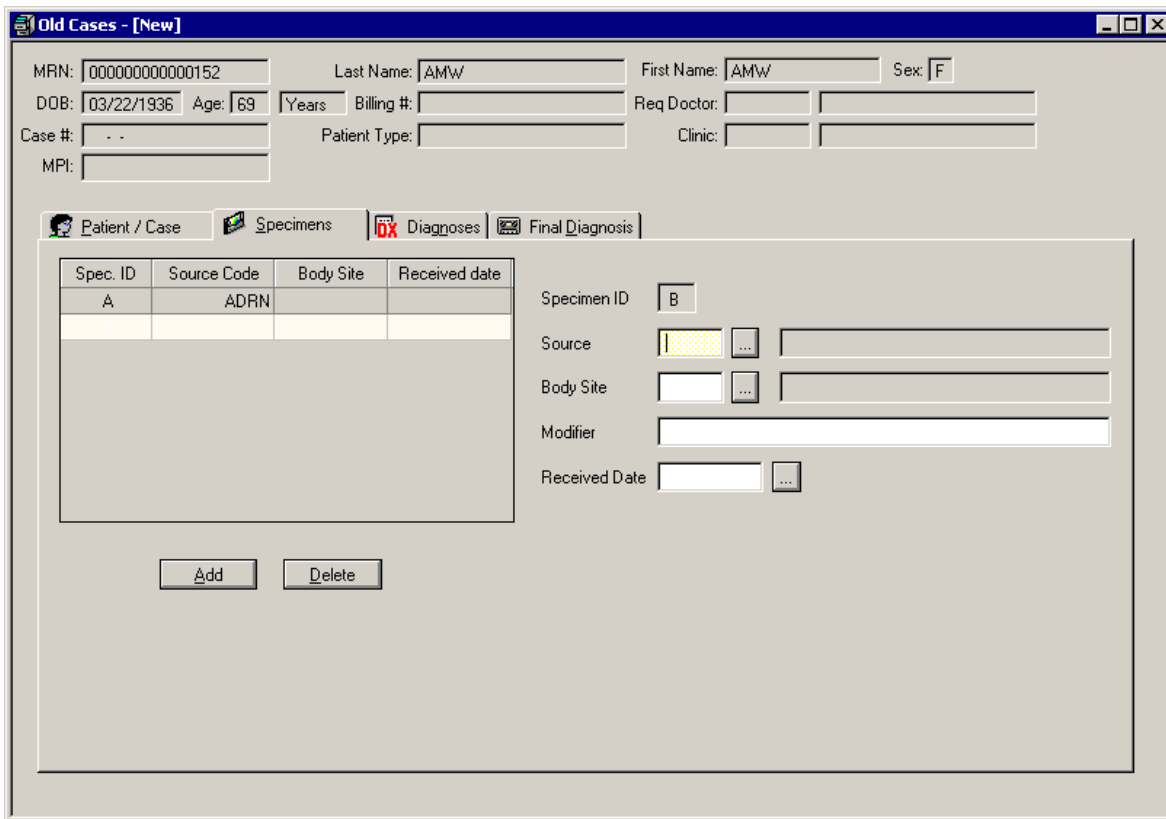 Old Cases - [New]
MRN: 000000000000152 Last Name: AMW First Name: AMW Sex: F
DOB: 03/22/1936 Age: 69 Years Billing #: Req Doctor:
Case #: - - Patient Type: Clinic:
MPI:
Patient / Case Specimens DX Diagnoses Final Diagnosis
Spec. ID Source Code Body Site Received date
A ADRN
Specimen ID B
Source ...
Body Site ...
Modifier
Received Date ...
Add Delete